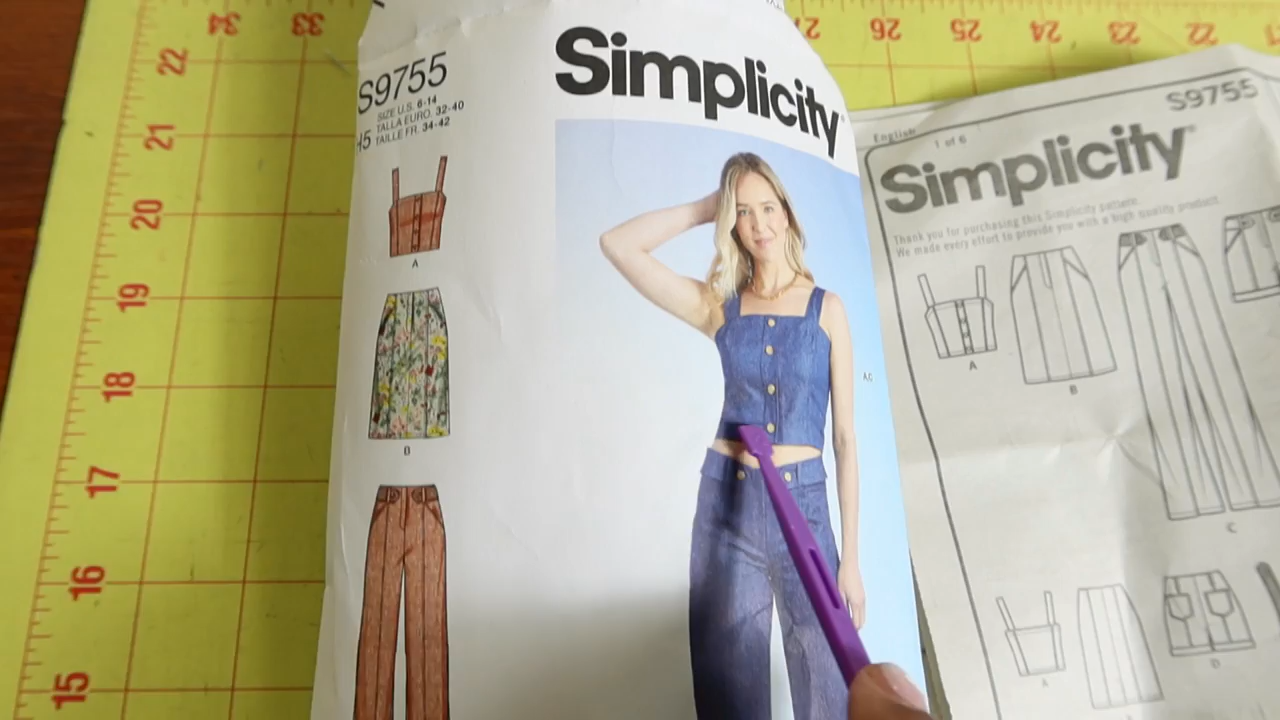 S9755
H5
SIZE U.S. 6-14
TALLA EURO. 32-40
TAILLE FR. 34-42
A
B
Simplicity
A,C
English
1 of 6
S9755
Simplicity
Thank you for purchasing this Simplicity pattern.
We made every effort to provide you with a high quality product.
A
B
C
A
D
34
33
27
26
25
24
23
22
22
21
20
19
18
17
16
15